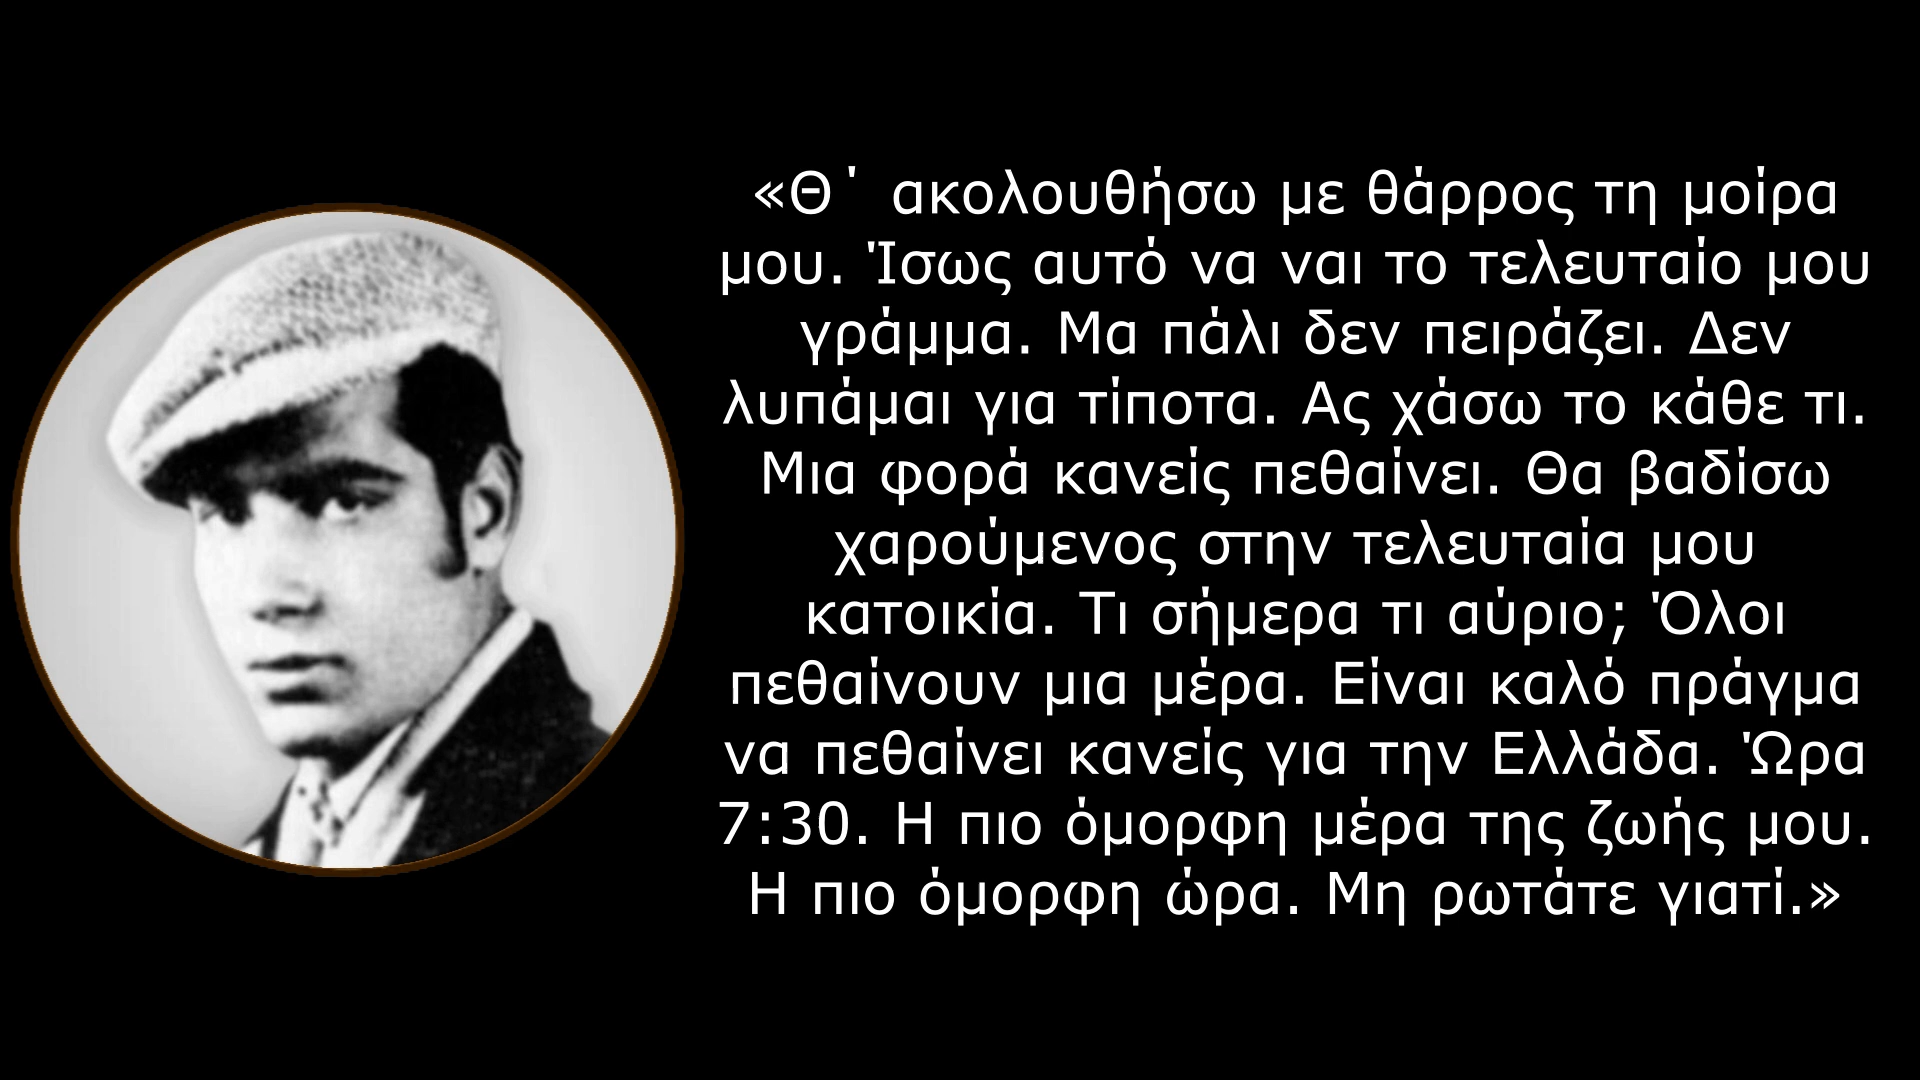 «Θ΄ ακολουθήσω με θάρρος τη μοίρα
μου. Ίσως αυτό να ναι το τελευταίο μου
γράμμα. Μα πάλι δεν πειράζει. Δεν
λυπάμαι για τίποτα. Ας χάσω το κάθε τι.
Μια φορά κανείς πεθαίνει. Θα βαδίσω
χαρούμενος στην τελευταία μου
κατοικία. Τι σήμερα τι αύριο; Όλοι
πεθαίνουν μια μέρα. Είναι καλό πράγμα
να πεθαίνει κανείς για την Ελλάδα. Ώρα
7:30. Η πιο όμορφη μέρα της ζωής μου.
Η πιο όμορφη ώρα. Μη ρωτάτε γιατί.»